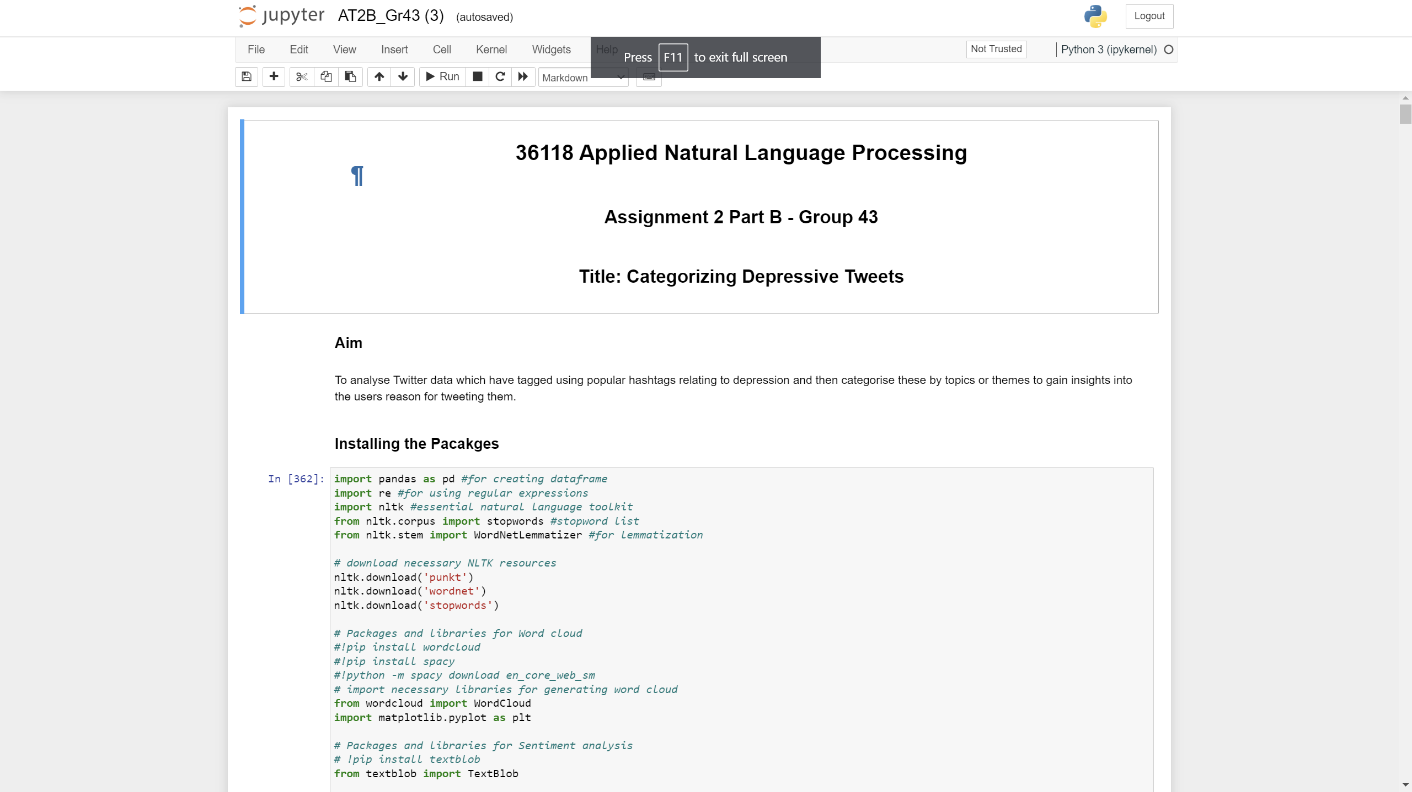 jupyter AT2B_Gr43 (3) (autosaved)
Logout
File Edit View Insert Cell Kernel Widgets Help
Press F11 to exit full screen
Not Trusted
Python 3 (ipykernel)
Run
Markdown
¶
36118 Applied Natural Language Processing
Assignment 2 Part B - Group 43
Title: Categorizing Depressive Tweets
Aim
To analyse Twitter data which have tagged using popular hashtags relating to depression and then categorise these by topics or themes to gain insights into
the users reason for tweeting them.
Installing the Pacakges
In [362]:
import pandas as pd #for creating dataframe
import re #for using regular expressions
import nltk #essential natural language toolkit
from nltk.corpus import stopwords #stopword list
from nltk.stem import WordNetLemmatizer #for lemmatization
# download necessary NLTK resources
nltk.download('punkt')
nltk.download('wordnet')
nltk.download('stopwords')
# Packages and libraries for Word cloud
#!pip install wordcloud
#!pip install spacy
#!python -m spacy download en_core_web_sm
# import necessary libraries for generating word cloud
from wordcloud import WordCloud
import matplotlib.pyplot as plt
# Packages and libraries for Sentiment analysis
# !pip install textblob
from textblob import TextBlob